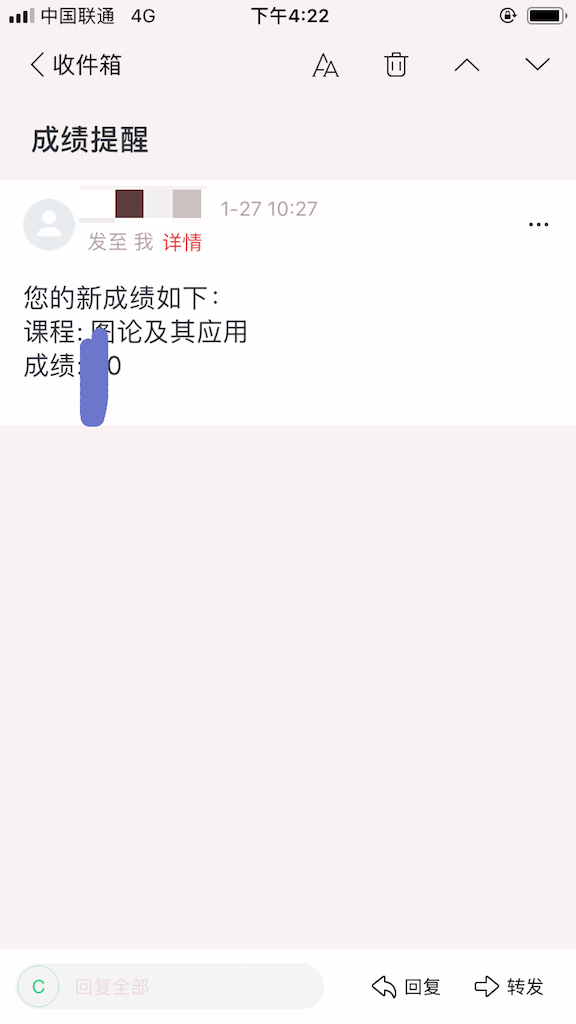 中国联通 4G 下午4:22
收件箱
成绩提醒
1-27 10:27
发至 我 详情
您的新成绩如下：
课程: 图论及其应用
成绩: 0
C 回复全部 回复 转发